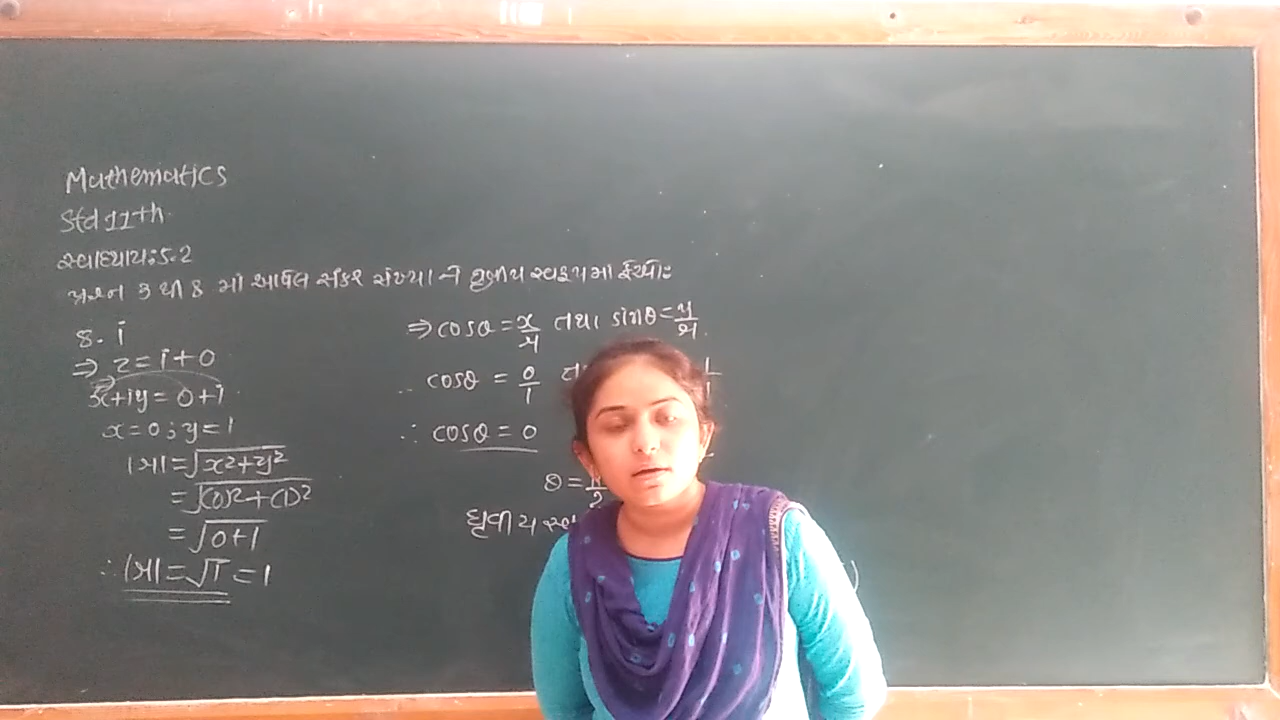 Mathematics
Std 11th
સ્વાધ્યાય: 5.2
પ્રશ્ન 3 થી 8 માં આપેલ સંકર સંખ્યા ને ધ્રુવીય સ્વરૂપમાં ફેરવો:
8. i
⇒ z = i + 0
x+iy = 0+i
x=0 ; y=1
|r| = √x²+y²
= √(0)²+(1)²
= √0+1
∴ |r| = √1 = 1
⇒ cosθ = x/r તથા sinθ = y/r
∴ cosθ = 0/1
∴ cosθ = 0
θ = π/2
ધ્રુવીય